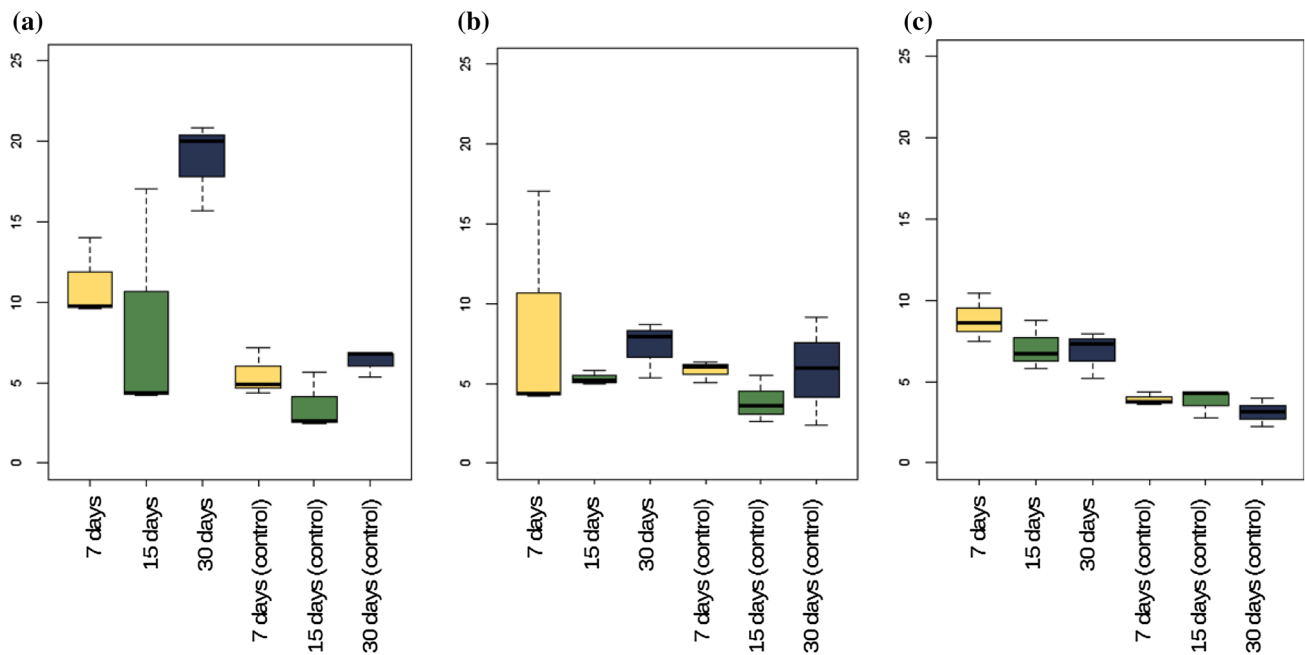 (a)
25
20
15
10
5
0
7 days
15 days
30 days
7 days (control)
15 days (control)
30 days (control)
(b)
25
20
15
10
5
0
7 days
15 days
30 days
7 days (control)
15 days (control)
30 days (control)
(c)
25
20
15
10
5
0
7 days
15 days
30 days
7 days (control)
15 days (control)
30 days (control)